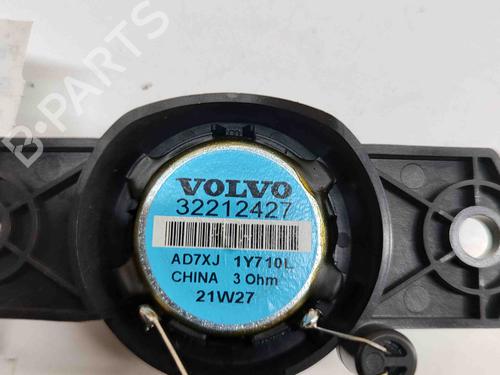 B-PARTS
VOLVO
32212427
AD7XJ 1Y710L
CHINA 3 Ohm
21W27